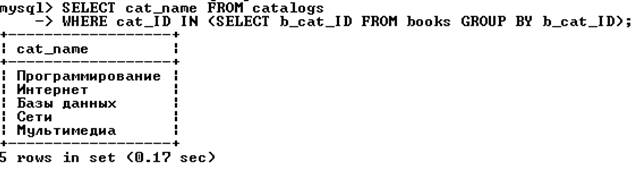 mysql> SELECT cat_name FROM catalogs
    -> WHERE cat_ID IN (SELECT b_cat_ID FROM books GROUP BY b_cat_ID);
+------------------+
| cat_name         |
+------------------+
| Программирование |
| Интернет         |
| Базы данных      |
| Сети             |
| Мультимедиа      |
+------------------+
5 rows in set (0.17 sec)